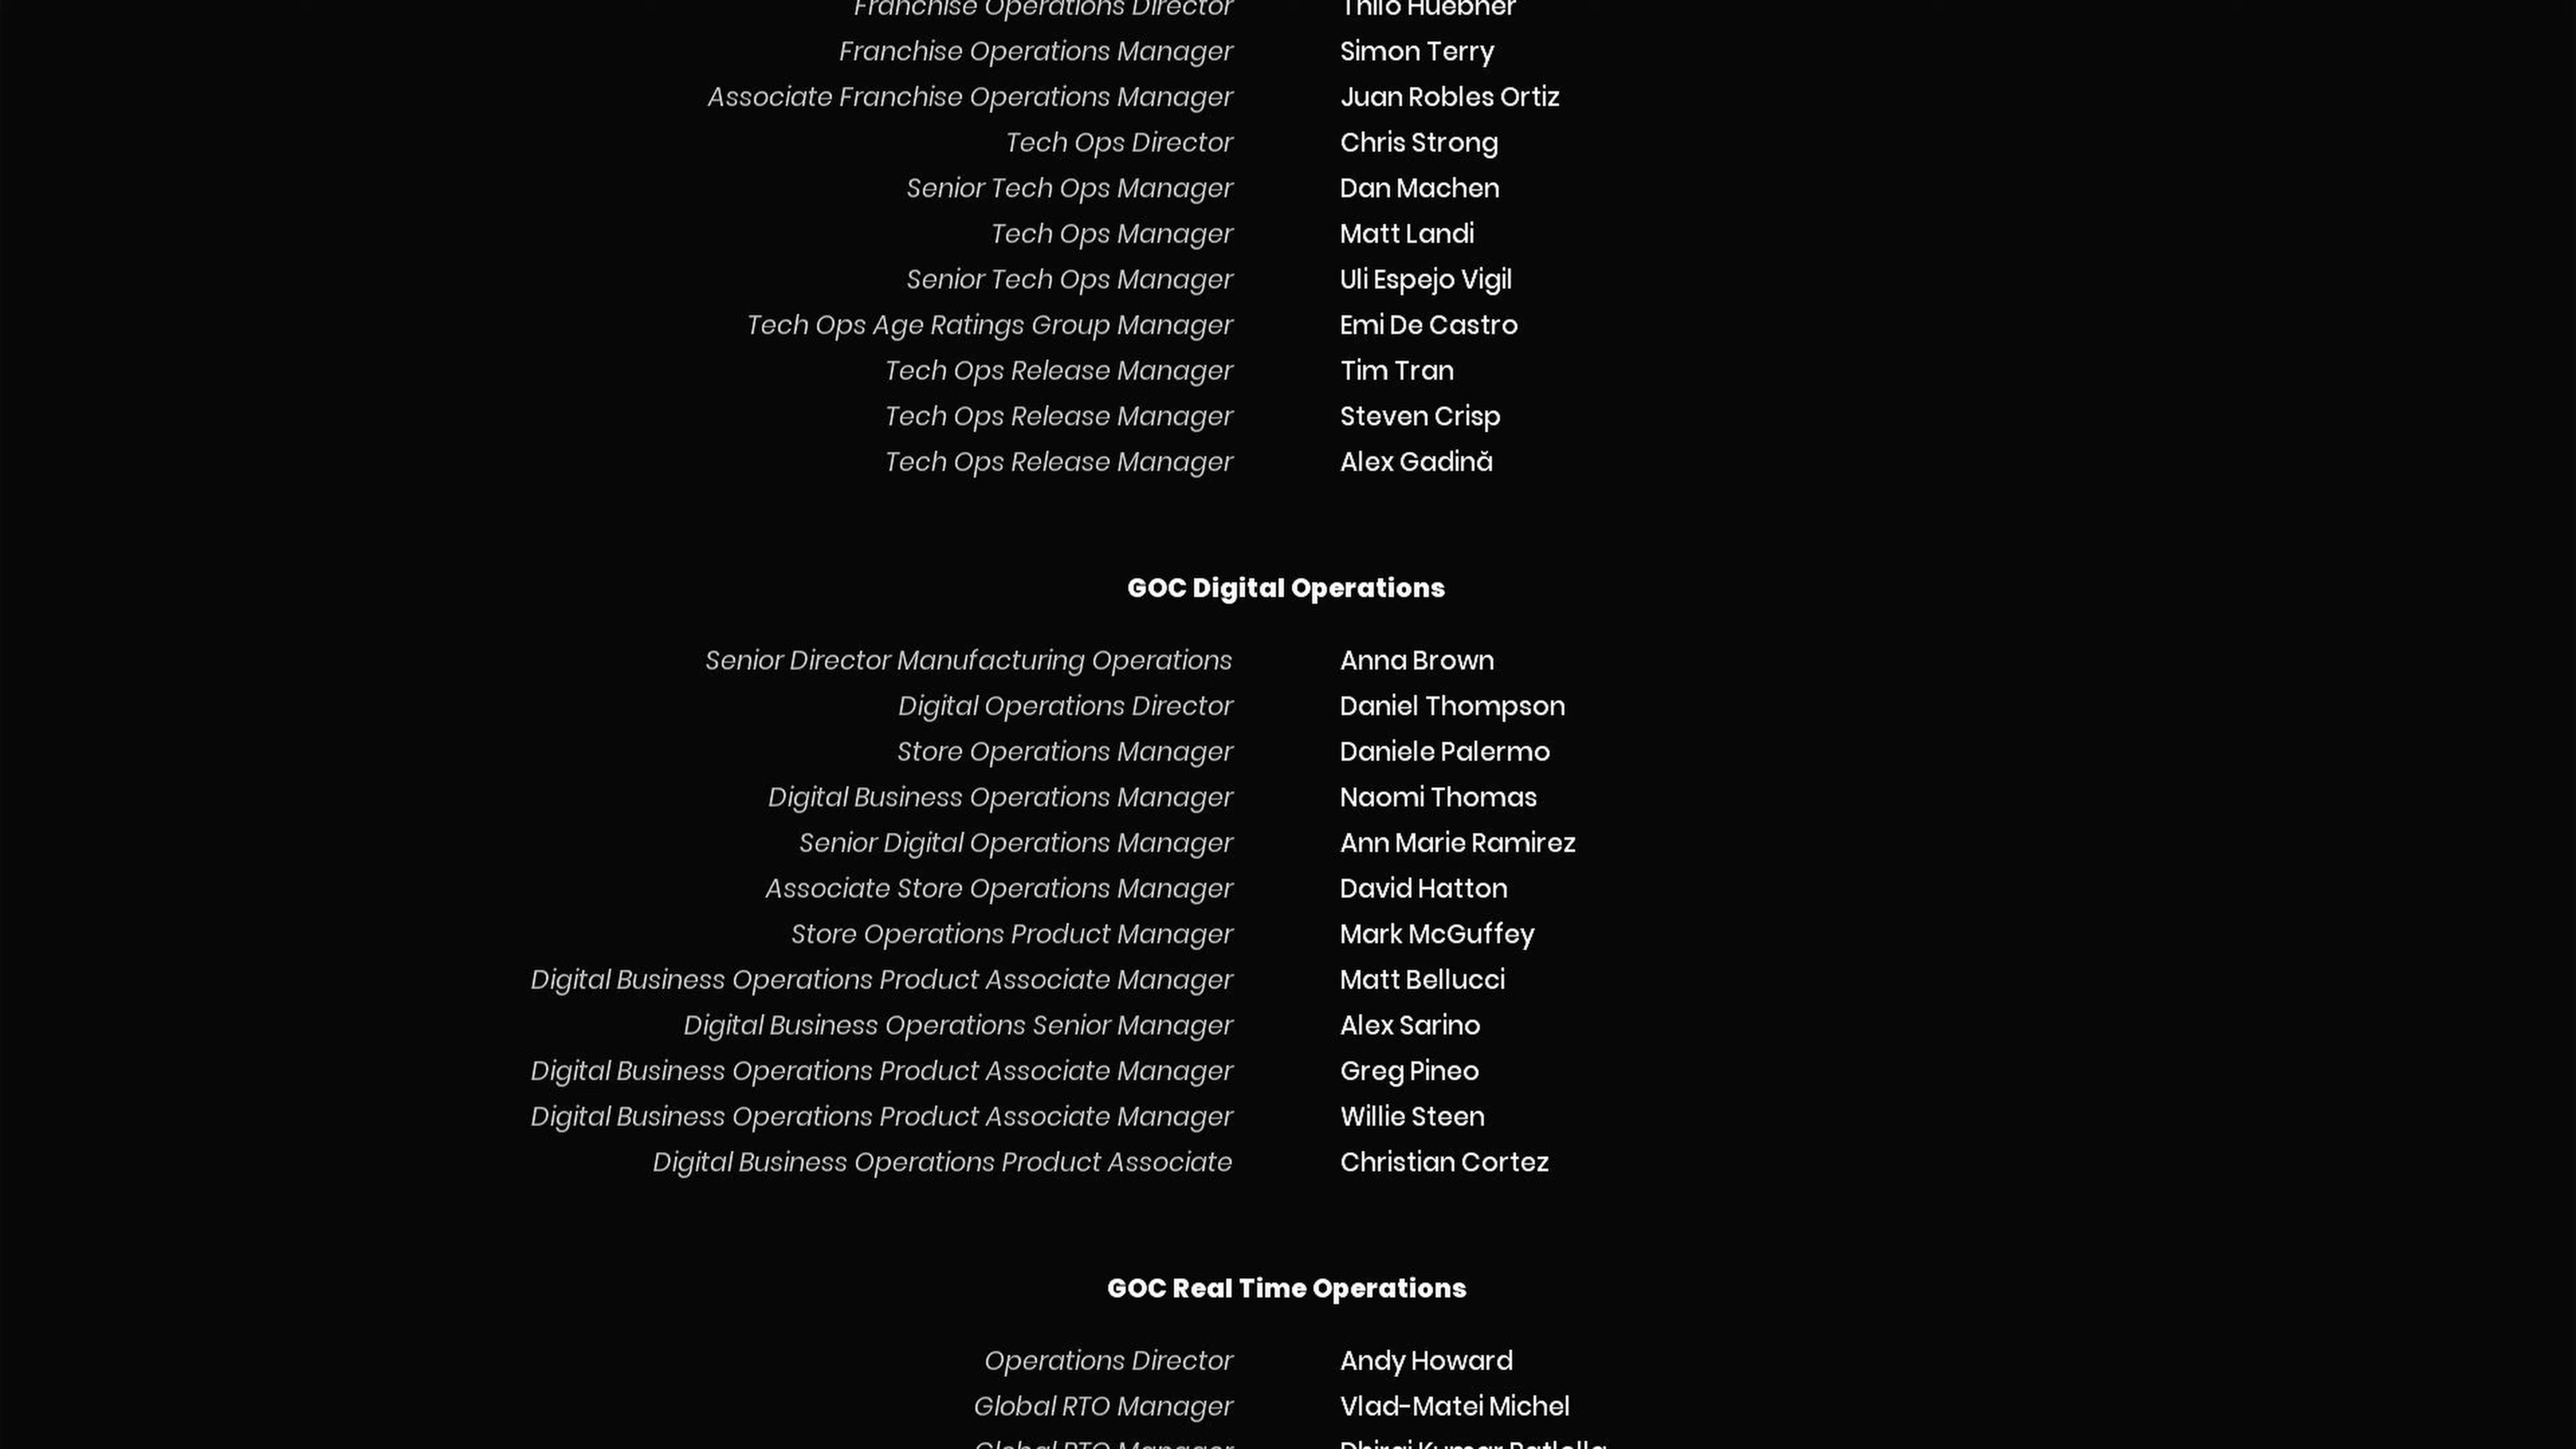 Franchise Operations Director Thilo Huebner
Franchise Operations Manager Simon Terry
Associate Franchise Operations Manager Juan Robles Ortiz
Tech Ops Director Chris Strong
Senior Tech Ops Manager Dan Machen
Tech Ops Manager Matt Landi
Senior Tech Ops Manager Uli Espejo Vigil
Tech Ops Age Ratings Group Manager Emi De Castro
Tech Ops Release Manager Tim Tran
Tech Ops Release Manager Steven Crisp
Tech Ops Release Manager Alex Gadină
GOC Digital Operations
Senior Director Manufacturing Operations Anna Brown
Digital Operations Director Daniel Thompson
Store Operations Manager Daniele Palermo
Digital Business Operations Manager Naomi Thomas
Senior Digital Operations Manager Ann Marie Ramirez
Associate Store Operations Manager David Hatton
Store Operations Product Manager Mark McGuffey
Digital Business Operations Product Associate Manager Matt Bellucci
Digital Business Operations Senior Manager Alex Sarino
Digital Business Operations Product Associate Manager Greg Pineo
Digital Business Operations Product Associate Manager Willie Steen
Digital Business Operations Product Associate Christian Cortez
GOC Real Time Operations
Operations Director Andy Howard
Global RTO Manager Vlad-Matei Michel
Global RTO Manager